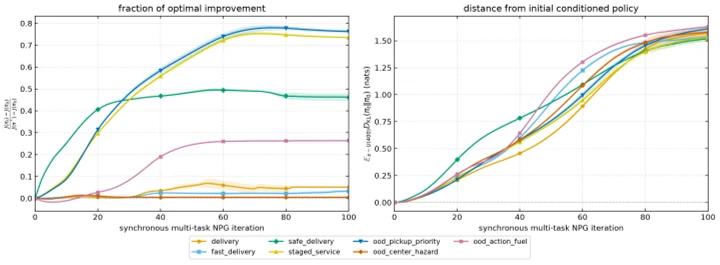 fraction of optimal improvement
distance from initial conditioned policy
0.8
0.7
0.6
0.5
0.4
0.3
0.2
0.1
0.0
0
20
40
60
80
100
synchronous multi-task NPG iteration
1.50
1.25
1.00
0.75
0.50
0.25
0.00
0
20
40
60
80
100
synchronous multi-task NPG iteration
delivery
fast_delivery
safe_delivery
staged_service
ood_pickup_priority
ood_center_hazard
ood_action_fuel